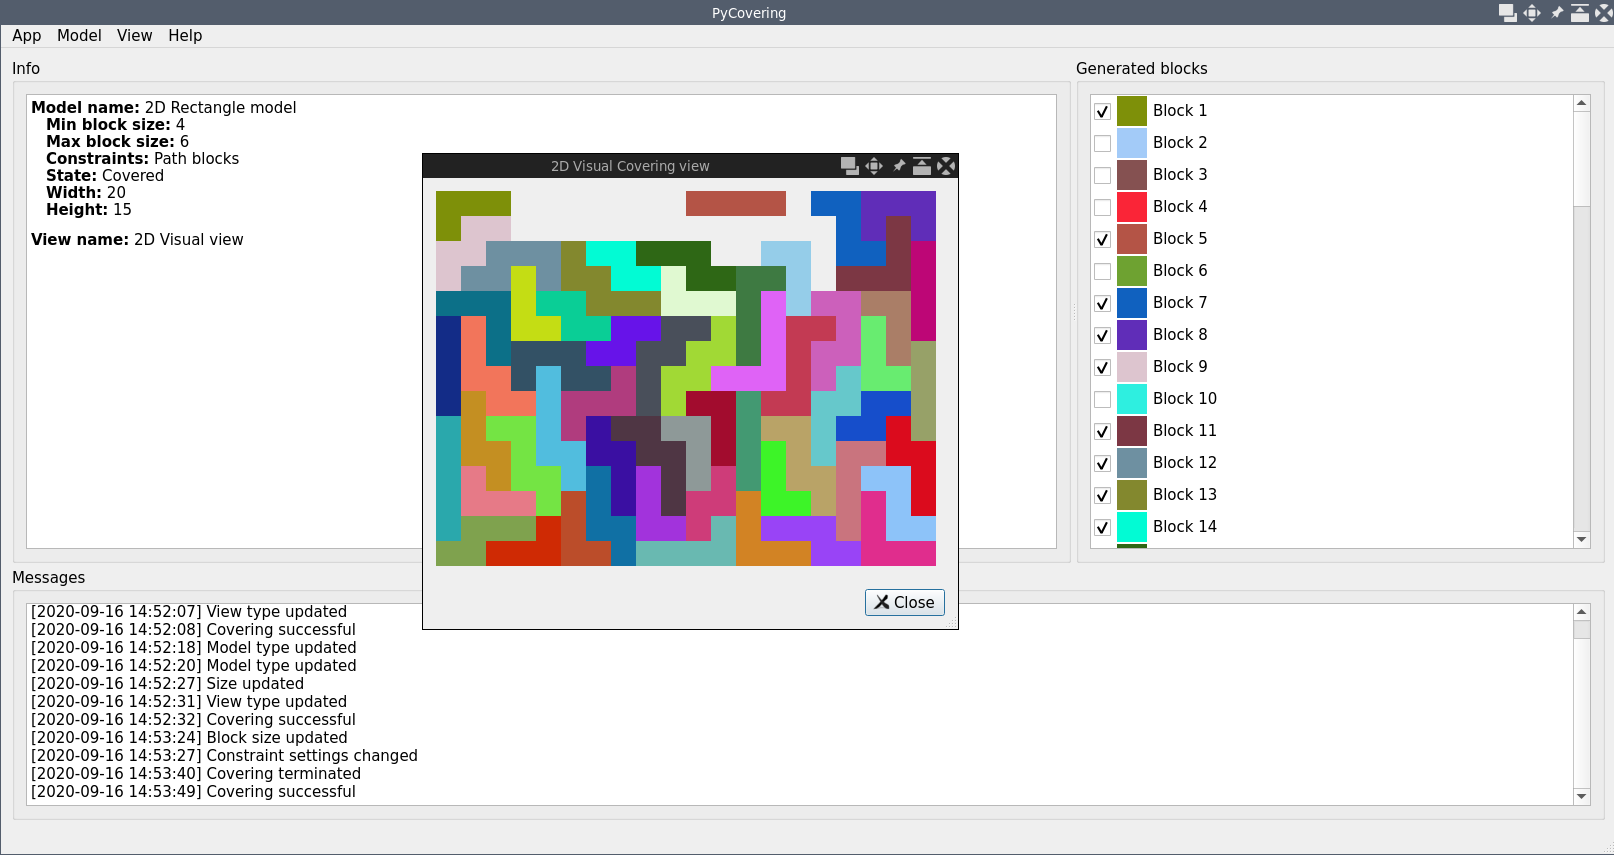 PyCovering
App Model View Help
Info
Model name: 2D Rectangle model
Min block size: 4
Max block size: 6
Constraints: Path blocks
State: Covered
Width: 20
Height: 15
View name: 2D Visual view
Generated blocks
Block 1
Block 2
Block 3
Block 4
Block 5
Block 6
Block 7
Block 8
Block 9
Block 10
Block 11
Block 12
Block 13
Block 14
2D Visual Covering view
Close
Messages
[2020-09-16 14:52:07] View type updated
[2020-09-16 14:52:08] Covering successful
[2020-09-16 14:52:18] Model type updated
[2020-09-16 14:52:20] Model type updated
[2020-09-16 14:52:27] Size updated
[2020-09-16 14:52:31] View type updated
[2020-09-16 14:52:32] Covering successful
[2020-09-16 14:53:24] Block size updated
[2020-09-16 14:53:27] Constraint settings changed
[2020-09-16 14:53:40] Covering terminated
[2020-09-16 14:53:49] Covering successful